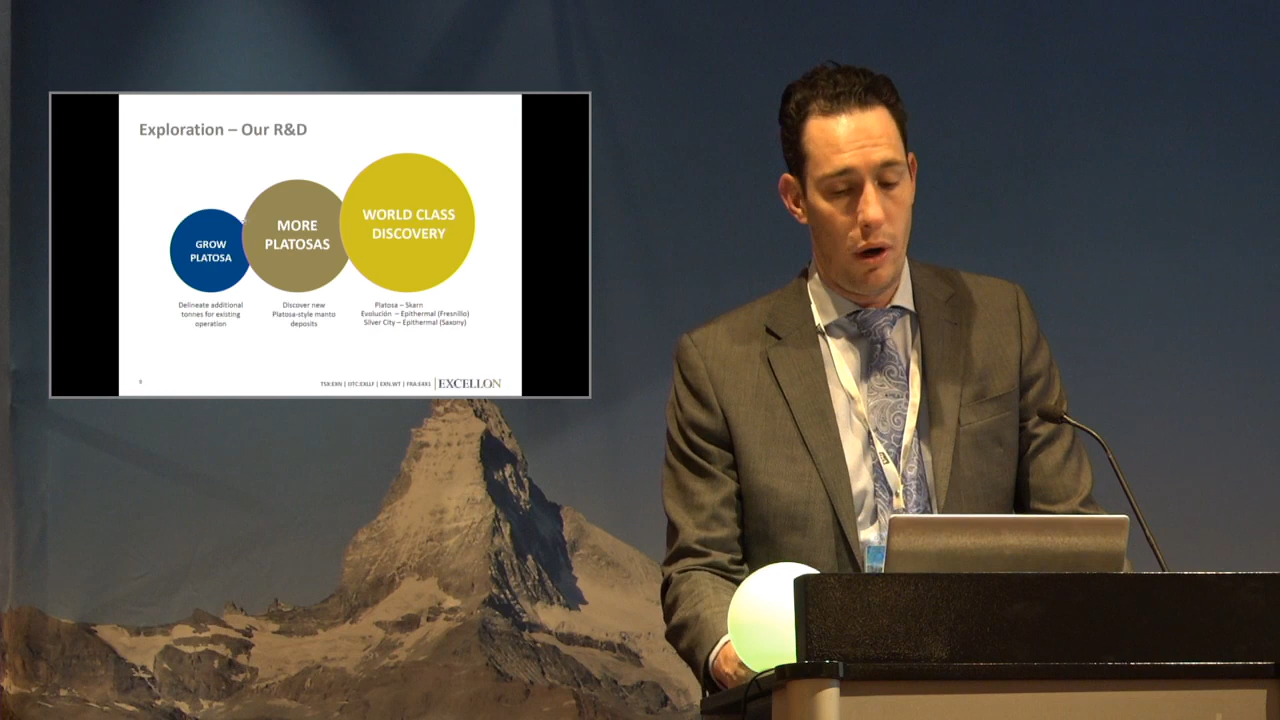 Exploration – Our R&D
GROW
PLATOSA
MORE
PLATOSAS
WORLD CLASS
DISCOVERY
Delineate additional
tonnes for existing
operation
Discover new
Platosa-style manto
deposits
Platosa – Skarn
Evolución – Epithermal (Fresnillo)
Silver City – Epithermal (Saxony)
TSX:EXN | OTC:EXLLF | EXN.WT | FRA:E4X1 | EXCELLON